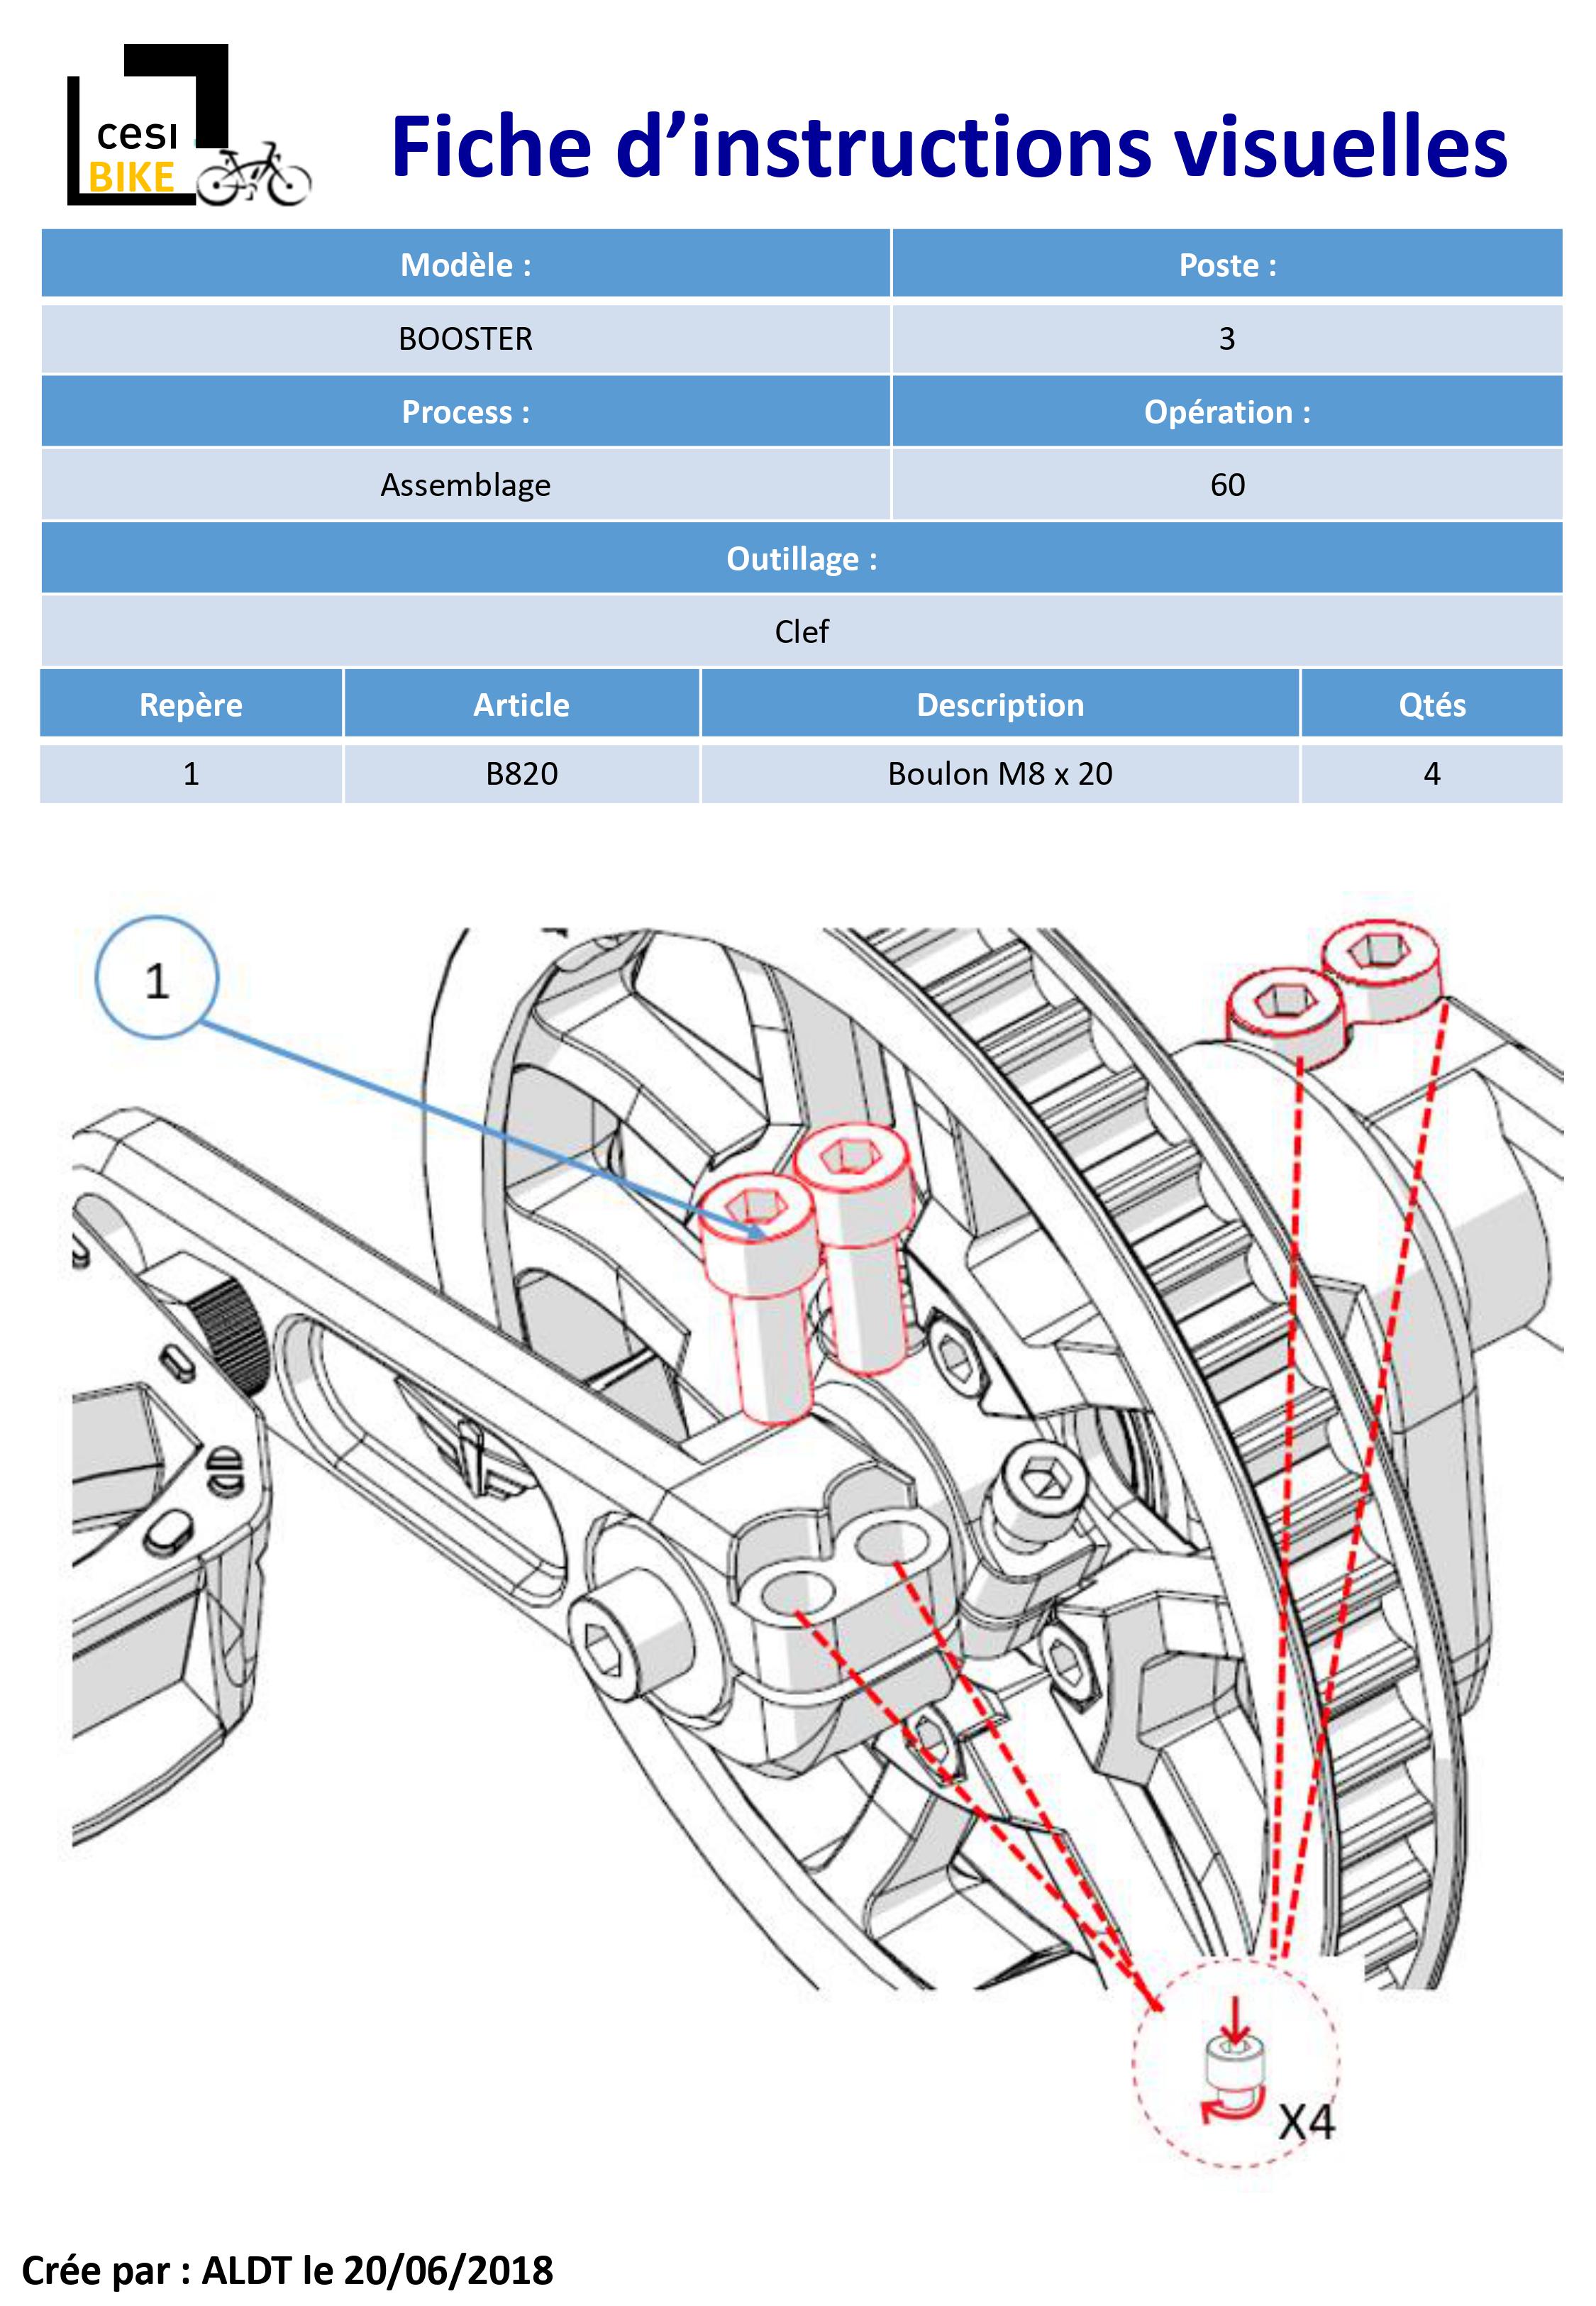 cesi
BIKE
Fiche d’instructions visuelles
Modèle : Poste :
BOOSTER 3
Process : Opération :
Assemblage 60
Outillage :
Clef
Repère Article Description Qtés
1 B820 Boulon M8 x 20 4
1
X4
Crée par : ALDT le 20/06/2018